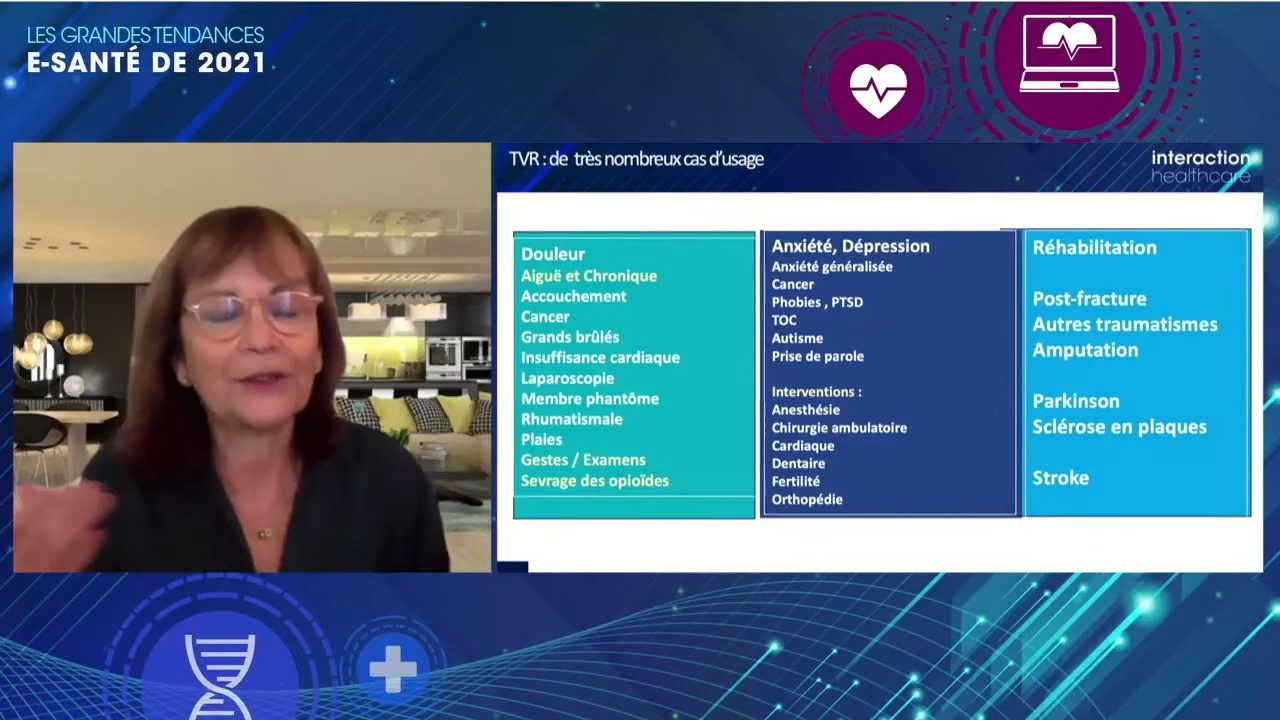 LES GRANDES TENDANCES
E-SANTÉ DE 2021
TVR : de très nombreux cas d'usage
interaction
healthcare
Douleur
Aiguë et Chronique
Accouchement
Cancer
Grands brûlés
Insuffisance cardiaque
Laparoscopie
Membre phantôme
Rhumatismale
Plaies
Gestes / Examens
Sevrage des opioïdes
Anxiété, Dépression
Anxiété généralisée
Cancer
Phobies , PTSD
TOC
Autisme
Prise de parole
Interventions :
Anesthésie
Chirurgie ambulatoire
Cardiaque
Dentaire
Fertilité
Orthopédie
Réhabilitation
Post-fracture
Autres traumatismes
Amputation
Parkinson
Sclérose en plaques
Stroke